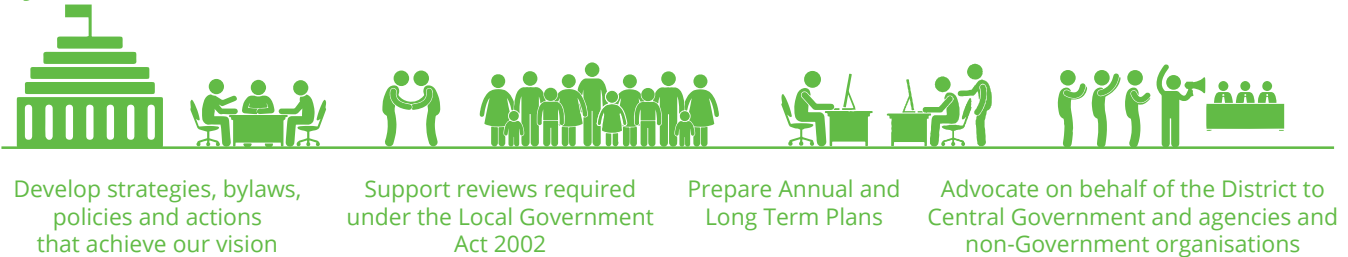 Develop strategies, bylaws,
policies and actions
that achieve our vision
Support reviews required
under the Local Government
Act 2002
Prepare Annual and
Long Term Plans
Advocate on behalf of the District to
Central Government and agencies and
non-Government organisations